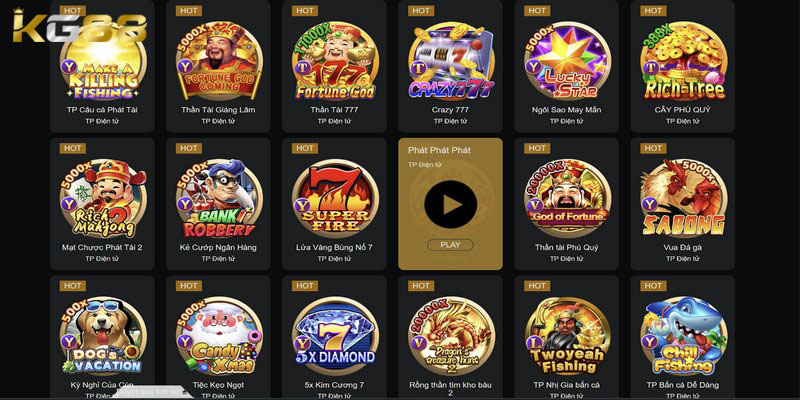 KG88
HOT
MAKE A
KILLING
FISHING
Y
TP Câu cá Phát Tài
TP Điện tử
HOT
5000x
Y
FORTUNE GOD
COMING
Thần Tài Giáng Lâm
TP Điện tử
HOT
17000x
T
777
Fortune God
Thần Tài 777
TP Điện tử
HOT
T
CRAZY777
Crazy 777
TP Điện tử
HOT
5000x
Y
Lucky
STAR
Ngôi Sao May Mắn
TP Điện tử
HOT
388x
Y
Rich-Tree
CÂY PHÚ QUÝ
TP Điện tử
HOT
5000x
Y
Rich 2
Mahjong
Mạt Chược Phát Tài 2
TP Điện tử
HOT
Y
BANK
ROBBERY
Kẻ Cướp Ngân Hàng
TP Điện tử
HOT
7
Y
SUPER
FIRE
Lửa Vàng Bùng Nổ 7
TP Điện tử
Phát Phát Phát
TP Điện tử
PLAY
HOT
20000x
V
God of Fortune
Thần tài Phú Quý
TP Điện tử
HOT
Y
SABONG
Vua Đá gà
TP Điện tử
HOT
500x
Y
DOG'S
VACATION
Kỳ Nghỉ Của Cún
TP Điện tử
HOT
5000x
Y
Candy
Xmas
Tiệc Kẹo Ngọt
TP Điện tử
HOT
7
Y
5X DIAMOND
5x Kim Cương 7
TP Điện tử
HOT
20000x
V
Dragon's
Treasure Hunt
2
Rồng thần tìm kho báu
2
HOT
L
Twoyeah
Fishing
TP Nhị Gia bắn cá
TP Điện tử
HOT
Chill
Fishing
TP Bắn cá Dễ Dàng
TP Điện tử